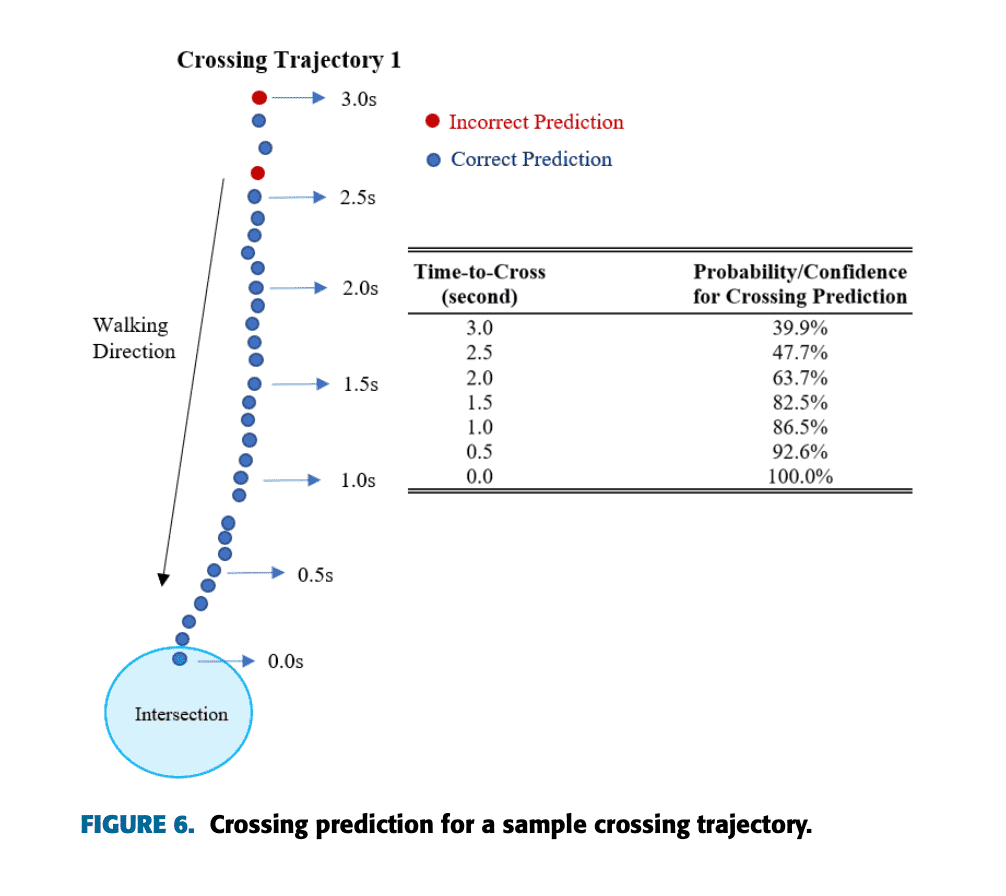 Crossing Trajectory 1
3.0s
Incorrect Prediction
Correct Prediction
2.5s
2.0s
1.5s
1.0s
0.5s
0.0s
Walking
Direction
Intersection
Time-to-Cross
(second)
Probability/Confidence
for Crossing Prediction
3.0 39.9%
2.5 47.7%
2.0 63.7%
1.5 82.5%
1.0 86.5%
0.5 92.6%
0.0 100.0%
FIGURE 6. Crossing prediction for a sample crossing trajectory.